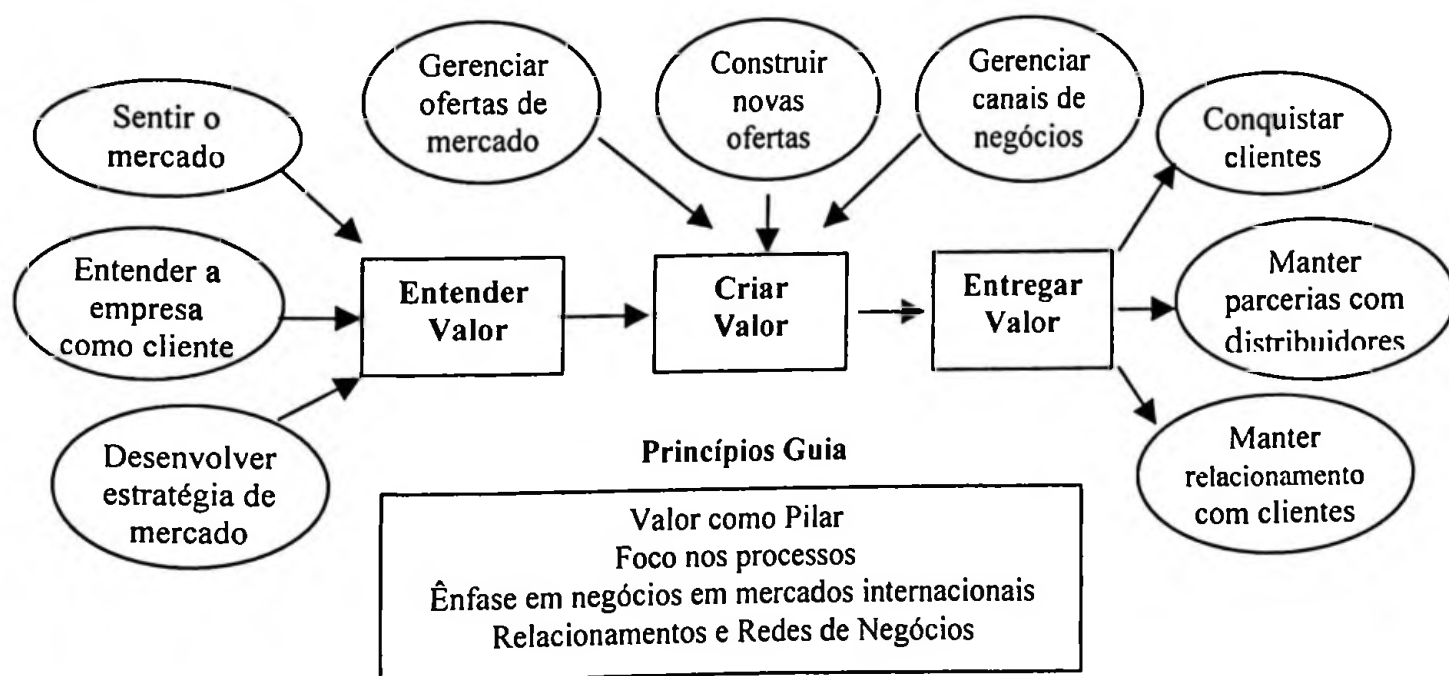 Sentir o
mercado
Entender a
empresa
como cliente
Desenvolver
estratégia de
mercado
Gerenciar
ofertas de
mercado
Construir
novas
ofertas
Gerenciar
canais de
negócios
Entender
Valor
Criar
Valor
Entregar
Valor
Conquistar
clientes
Manter
parcerias com
distribuidores
Manter
relacionamento
com clientes
Princípios Guia
Valor como Pilar
Foco nos processos
Ênfase em negócios em mercados internacionais
Relacionamentos e Redes de Negócios